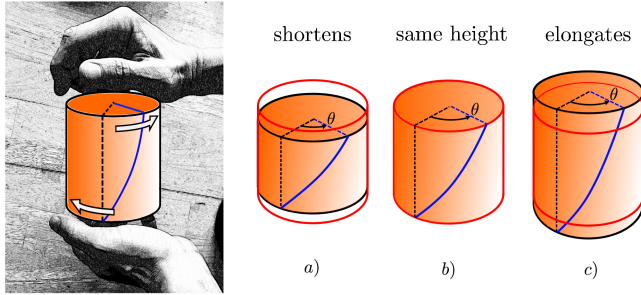 shortens same height elongates
θ θ θ
a) b) c)